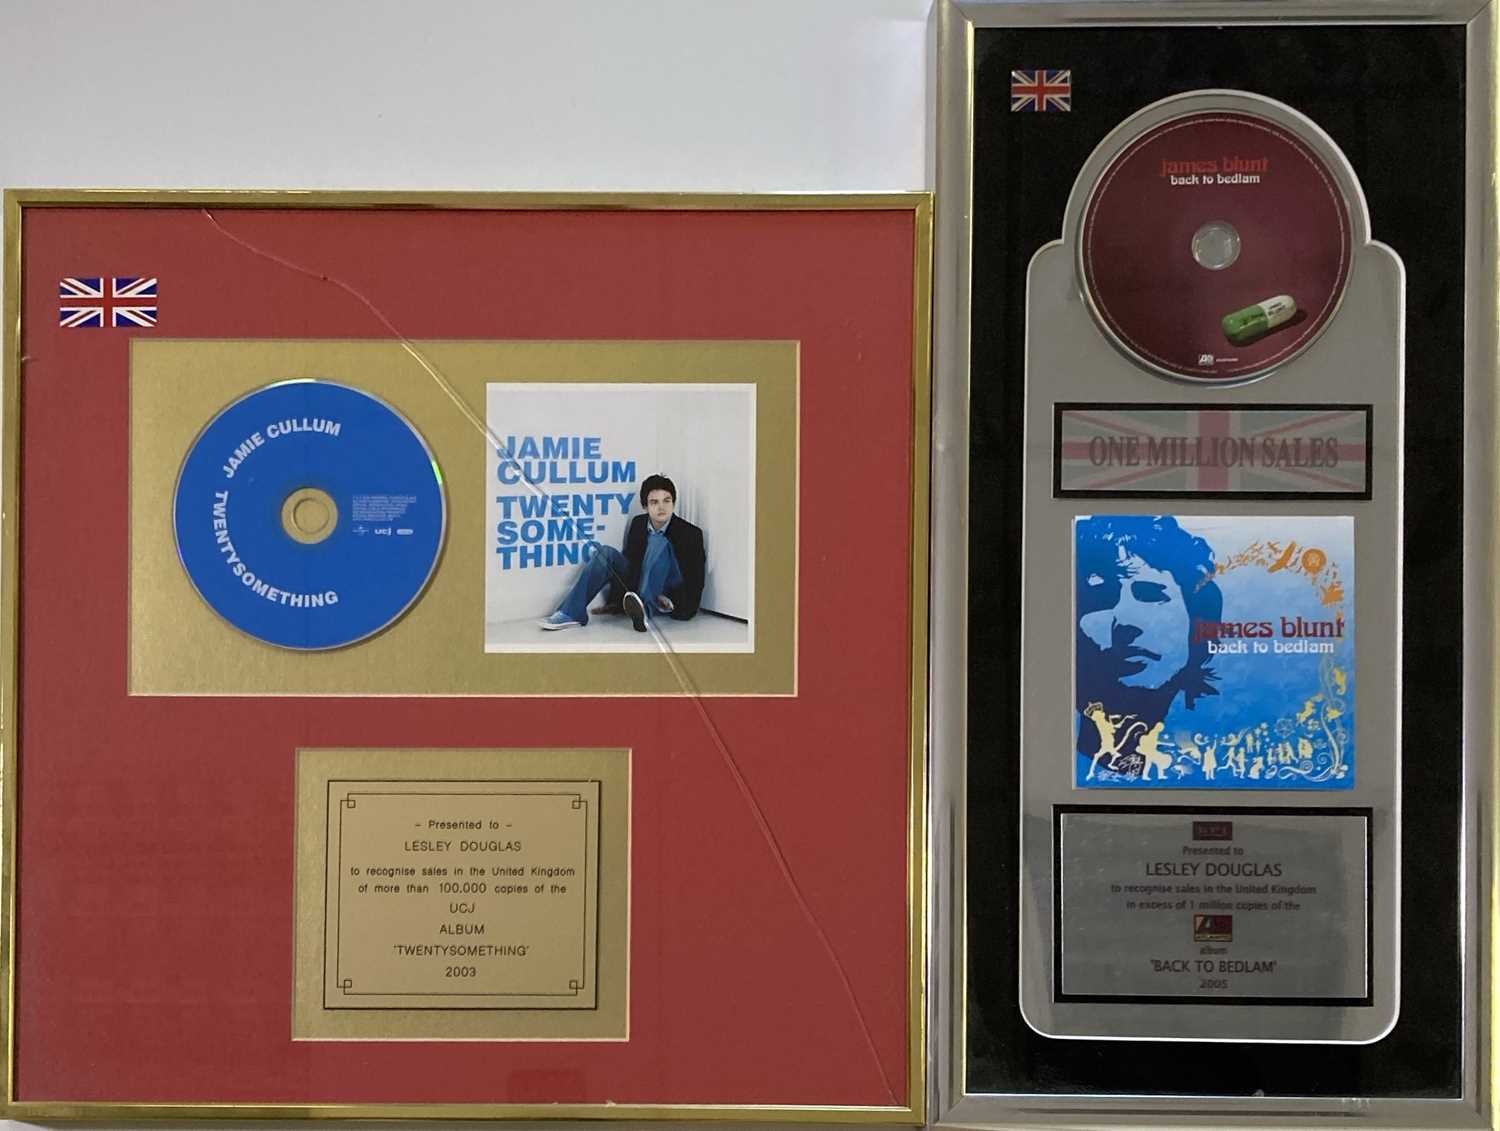 JAMIE CULLUM
TWENTYSOMETHING
ucj
JAMIE
CULLUM
TWENTY
SOME-
THING
– Presented to –
LESLEY DOUGLAS
to recognise sales in the United Kingdom
of more than 100,000 copies of the
UCJ
ALBUM
'TWENTYSOMETHING'
2003
james blunt
back to bedlam
ONE MILLION SALES
james blunt
back to bedlam
Presented to
LESLEY DOUGLAS
to recognise sales in the United Kingdom
in excess of 1 million copies of the
album
'BACK TO BEDLAM'
2005